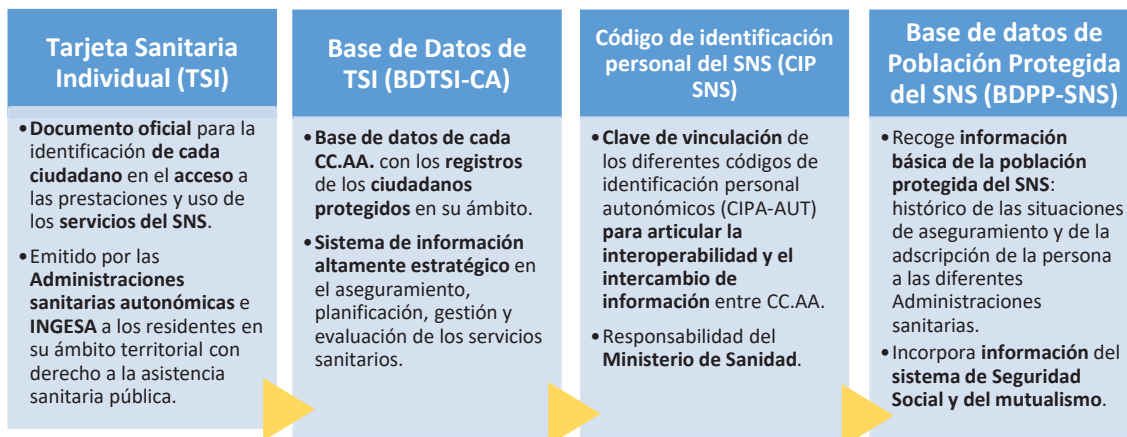 Tarjeta Sanitaria
Individual (TSI)
•Documento oficial para la
identificación de cada
ciudadano en el acceso a
las prestaciones y uso de
los servicios del SNS.
•Emitido por las
Administraciones
sanitarias autonómicas e
INGESA a los residentes en
su ámbito territorial con
derecho a la asistencia
sanitaria pública.
Base de Datos de
TSI (BDTSI-CA)
•Base de datos de cada
CC.AA. con los registros
de los ciudadanos
protegidos en su ámbito.
•Sistema de información
altamente estratégico en
el aseguramiento,
planificación, gestión y
evaluación de los servicios
sanitarios.
Código de identificación
personal del SNS (CIP
SNS)
•Clave de vinculación de
los diferentes códigos de
identificación personal
autonómicos (CIPA-AUT)
para articular la
interoperabilidad y el
intercambio de
información entre CC.AA.
•Responsabilidad del
Ministerio de Sanidad.
Base de datos de
Población Protegida
del SNS (BDPP-SNS)
•Recoge información
básica de la población
protegida del SNS:
histórico de las situaciones
de aseguramiento y de la
adscripción de la persona
a las diferentes
Administraciones
sanitarias.
•Incorpora información del
sistema de Seguridad
Social y del mutualismo.